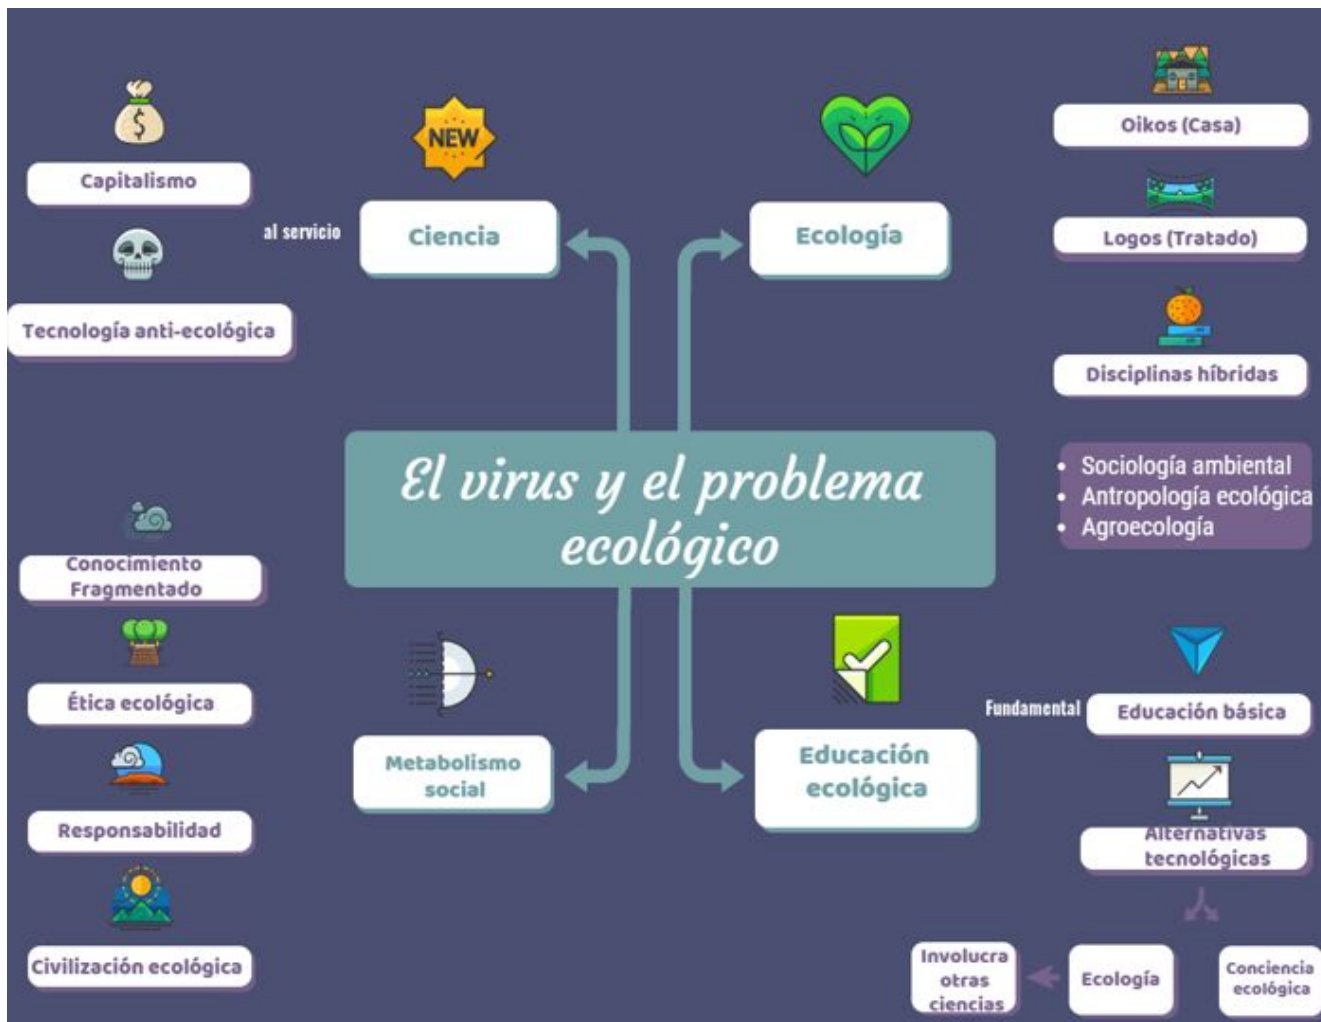 Capitalismo
Tecnología anti-ecológica
al servicio
NEW
Ciencia
Ecología
Oikos (Casa)
Logos (Tratado)
Disciplinas híbridas
• Sociología ambiental
• Antropología ecológica
• Agroecología
El virus y el problema
ecológico
Conocimiento
Fragmentado
Ética ecológica
Responsabilidad
Civilización ecológica
Metabolismo
social
Educación
ecológica
Fundamental
Educación básica
Alternativas
tecnológicas
Involucra
otras
ciencias
Ecología
Conciencia
ecológica